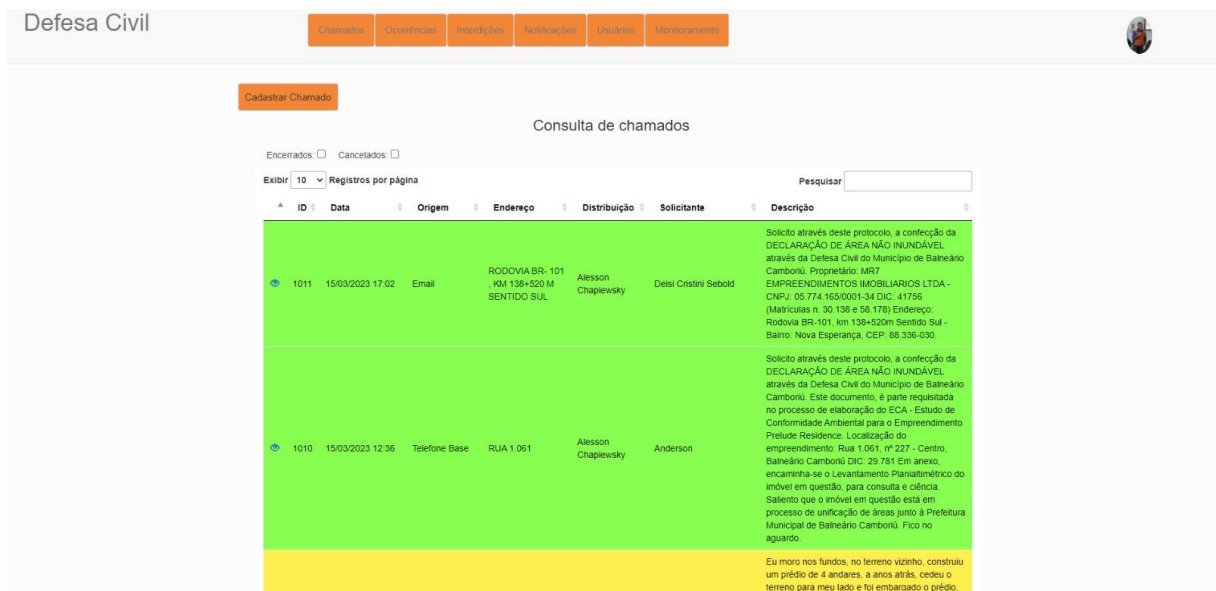 Defesa Civil
Chamados Ocorrências Interdições Notificações Usuários Monitoramento
Cadastrar Chamado
Consulta de chamados
Encerrados: Cancelados:
Exibir 10 Registros por página
Pesquisar
ID Data Origem Endereço Distribuição Solicitante Descrição
1011 15/03/2023 17:02 Email
RODOVIA BR- 101
, KM 138+520 M
SENTIDO SUL
Alesson
Chapiewsky
Deisi Cristini Sebold
Solicito através deste protocolo, a confecção da
DECLARAÇÃO DE ÁREA NÃO INUNDÁVEL
através da Defesa Civil do Município de Balneário
Camboriú. Proprietário: MR7
EMPREENDIMENTOS IMOBILIARIOS LTDA -
CNPJ: 05.774.165/0001-34 DIC: 41756
(Matrículas n. 30.138 e 58.178) Endereço:
Rodovia BR-101, km 138+520m Sentido Sul -
Bairro: Nova Esperança, CEP: 88.336-030.
1010 15/03/2023 12:36 Telefone Base RUA 1.061
Alesson
Chapiewsky
Anderson
Solicito através deste protocolo, a confecção da
DECLARAÇÃO DE ÁREA NÃO INUNDÁVEL
através da Defesa Civil do Município de Balneário
Camboriú. Este documento, é parte requisitada
no processo de elaboração do ECA - Estudo de
Conformidade Ambiental para o Empreendimento
Prelude Residence. Localização do
empreendimento: Rua 1.061, nº 227 - Centro,
Balneário Camboriú DIC: 29.781 Em anexo,
encaminha-se o Levantamento Planialtimétrico do
imóvel em questão, para consulta e ciência.
Saliento que o imóvel em questão está em
processo de unificação de áreas junto à Prefeitura
Municipal de Balneário Camboriú. Fico no
aguardo.
Eu moro nos fundos, no terreno vizinho, construiu
um prédio de 4 andares, a anos atrás, cedeu o
terreno para meu lado e foi embargado o prédio,